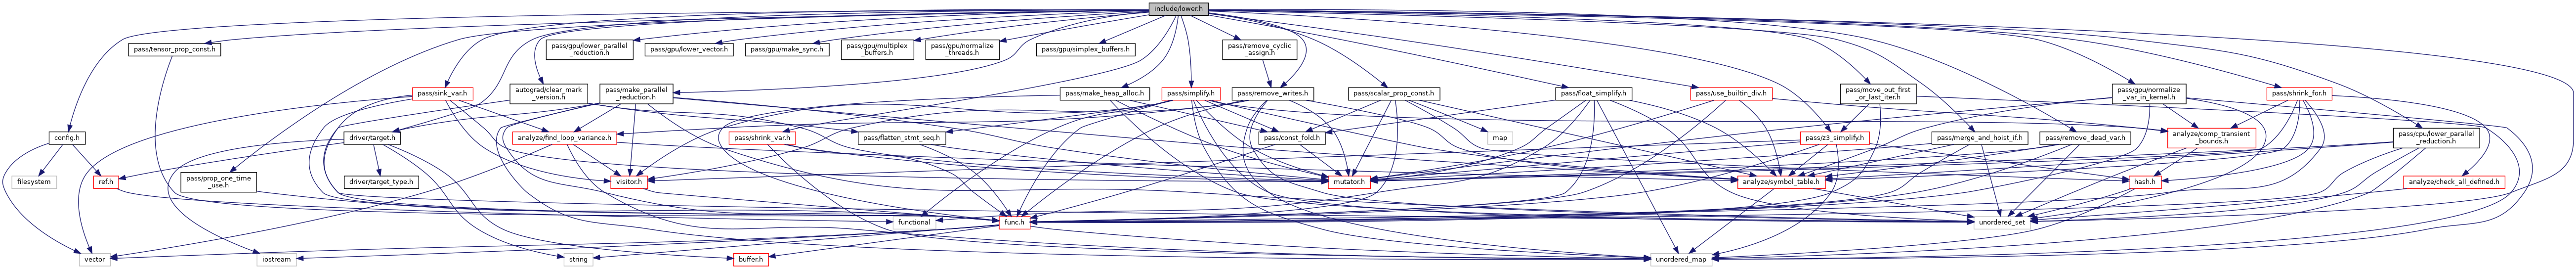 include/lower.h
pass/tensor_prop_const.h
pass/gpu/lower_parallel
_reduction.h
pass/gpu/lower_vector.h
pass/gpu/make_sync.h
pass/gpu/multiplex
_buffers.h
pass/gpu/normalize
_threads.h
pass/gpu/simplex_buffers.h
pass/remove_cyclic
_assign.h
pass/sink_var.h
autograd/clear_mark
_version.h
pass/make_parallel
_reduction.h
pass/make_heap_alloc.h
pass/simplify.h
pass/remove_writes.h
pass/scalar_prop_const.h
pass/float_simplify.h
pass/use_builtin_div.h
pass/move_out_first
_or_last_iter.h
pass/gpu/normalize
_var_in_kernel.h
pass/shrink_for.h
config.h
driver/target.h
analyze/find_loop_variance.h
pass/shrink_var.h
pass/flatten_stmt_seq.h
pass/const_fold.h
map
pass/z3_simplify.h
pass/merge_and_hoist_if.h
pass/remove_dead_var.h
analyze/comp_transient
_bounds.h
pass/cpu/lower_parallel
_reduction.h
filesystem
ref.h
pass/prop_one_time
_use.h
driver/target_type.h
visitor.h
mutator.h
analyze/symbol_table.h
hash.h
analyze/check_all_defined.h
functional
func.h
unordered_set
vector
iostream
string
buffer.h
unordered_map